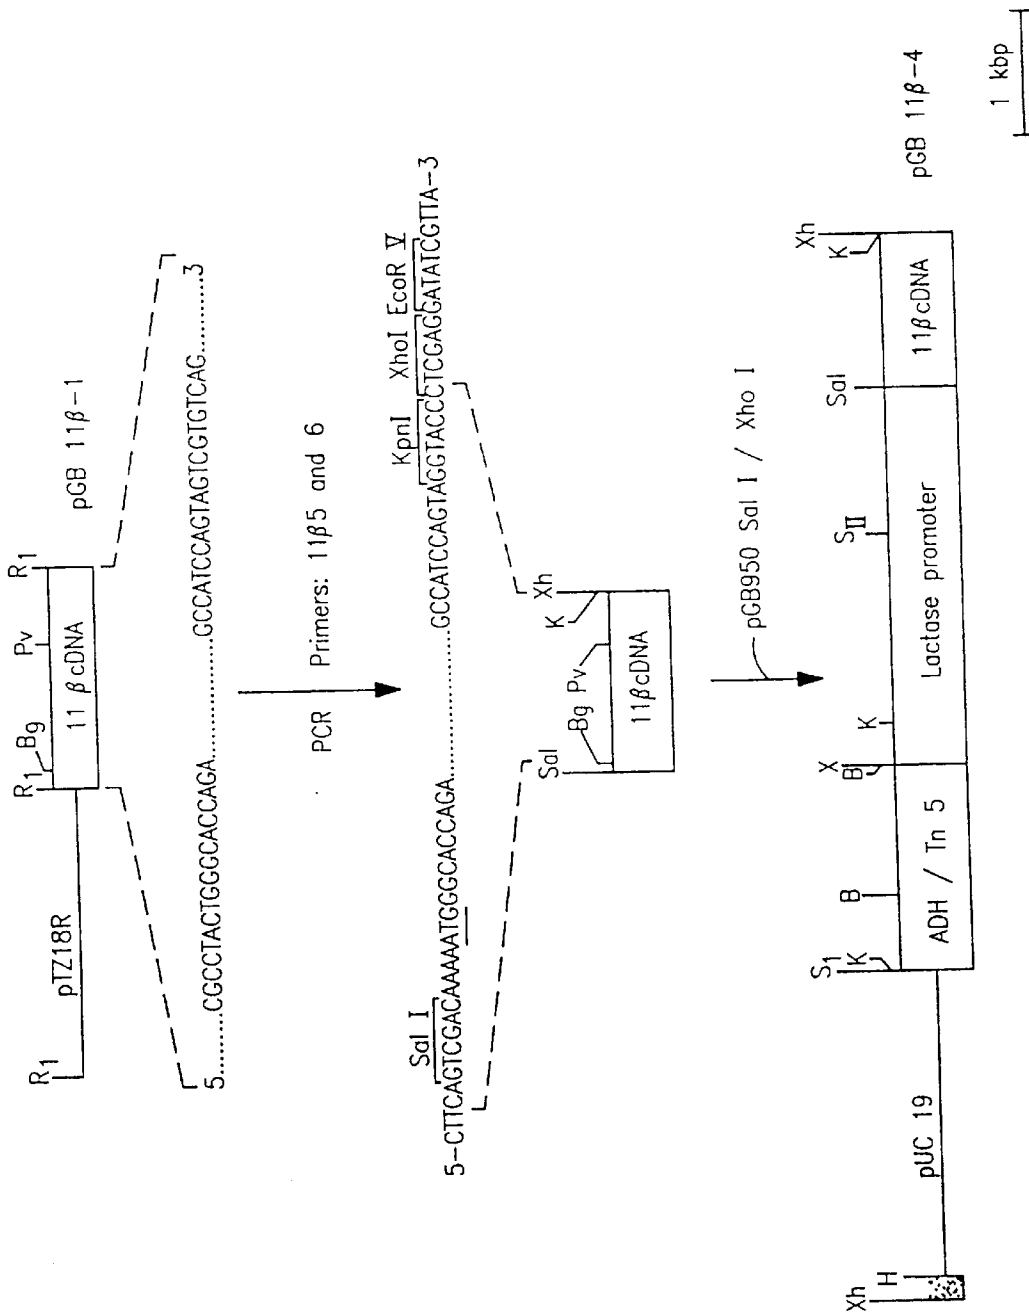 R1 R1 Bg Pv R1
pTZ18R 11 β cDNA pGB 11β-1
5........CGCCTACTGGGCACCAGA....................GCCATCCAGTAGTCGTGTCAG........3
PCR Primers: 11β5 and 6
Sal I KpnI XhoI EcoR V
5-CTTCAGTCGACAAAAATGGGCACCAGA....................GCCATCCAGTAGGTACCCTCGAGGATATCGTTA-3
Sal Bg Pv K Xh
11βcDNA
pGB950 Sal I / Xho I
Xh H S1 K B B X K SII Sal K Xh
pUC 19 ADH / Tn 5 Lactase promoter 11βcDNA pGB 11β-4
1 kbp